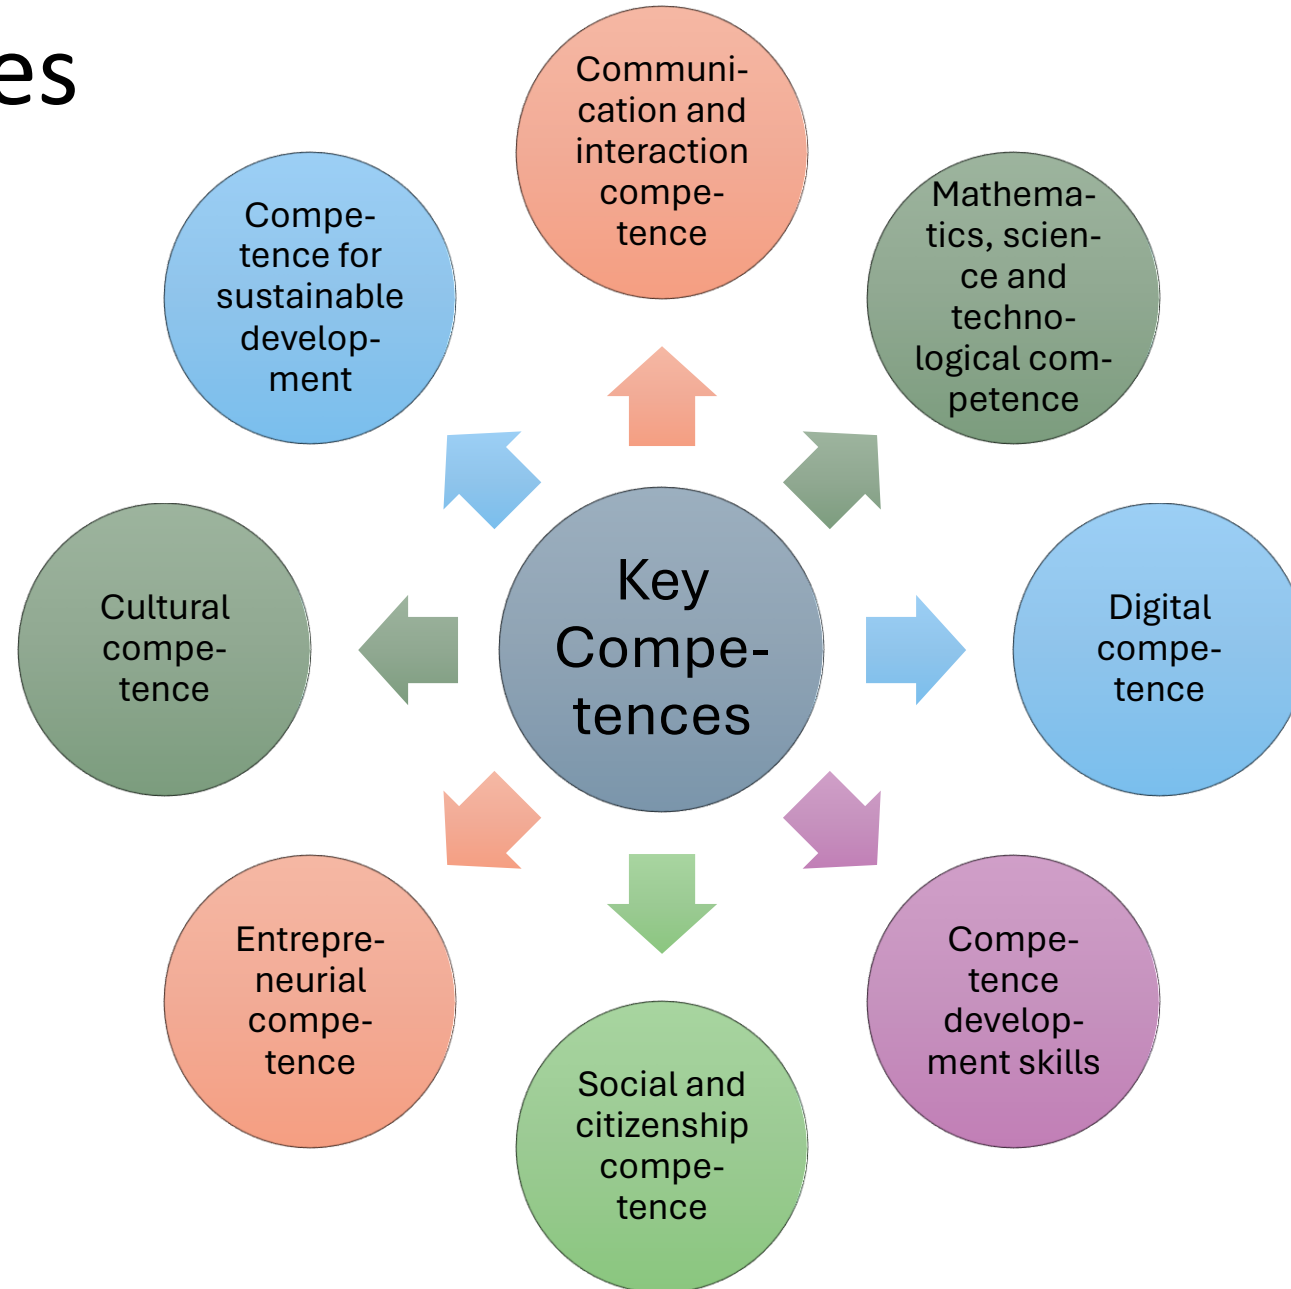 es
Communi-
cation and
interaction
compe-
tence
Mathema-
tics, scien-
ce and
techno-
logical com-
petence
Digital
compe-
tence
Compe-
tence
develop-
ment skills
Social and
citizenship
compe-
tence
Entrepre-
neurial
compe-
tence
Cultural
compe-
tence
Compe-
tence for
sustainable
develop-
ment
Key
Compe-
tences